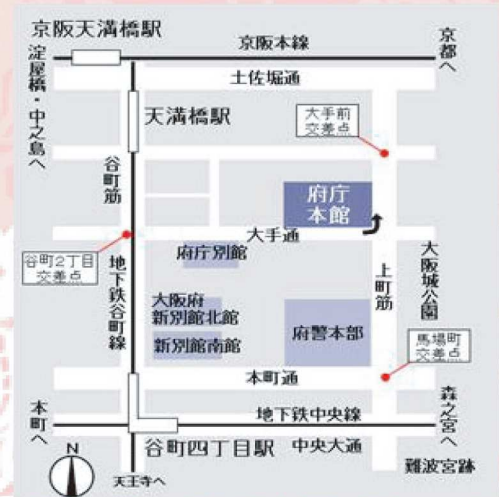 京阪天満橋駅
京阪本線
京都へ
淀屋橋・中之島へ
土佐堀通
天満橋駅
大手前
交差点
谷町筋
府庁
本館
大手通
谷町2丁目
交差点
府庁別館
地下鉄谷町線
上町筋
大阪城公園
大阪府
新別館北館
新別館南館
府警本部
馬場町
交差点
本町通
本町へ
地下鉄中央線
森之宮へ
谷町四丁目駅
中央大通
N
天王寺へ
難波宮跡